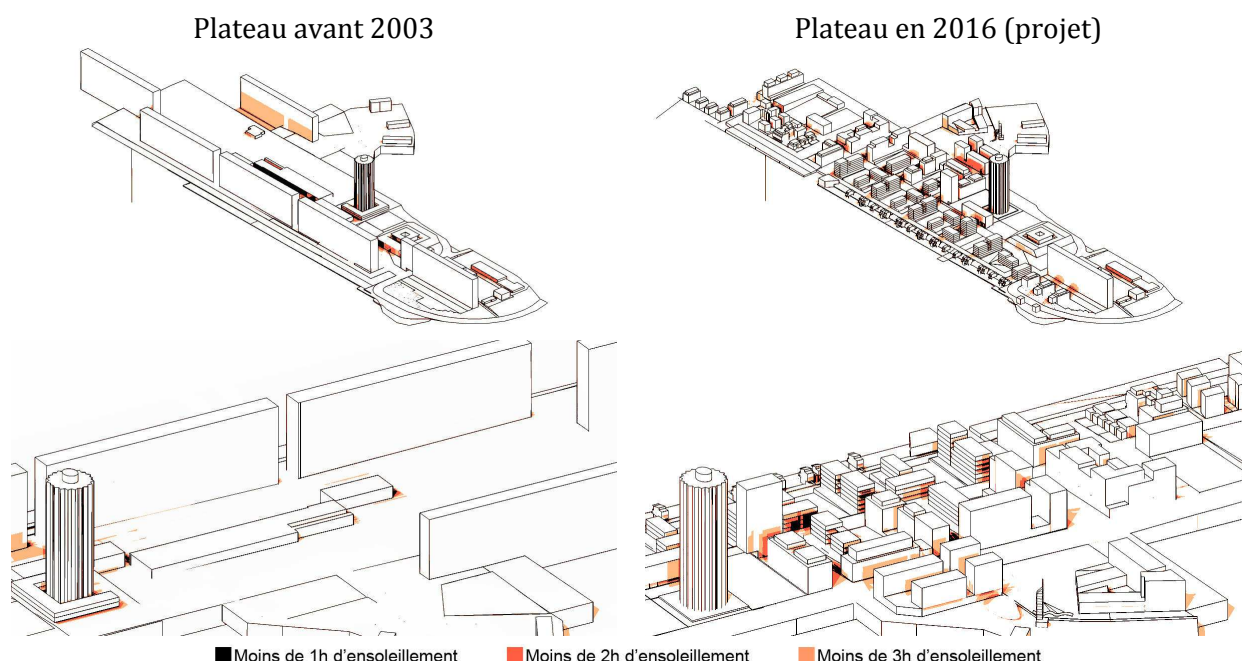 Plateau avant 2003
Plateau en 2016 (projet)
Moins de 1h d'ensoleillement
Moins de 2h d'ensoleillement
Moins de 3h d'ensoleillement